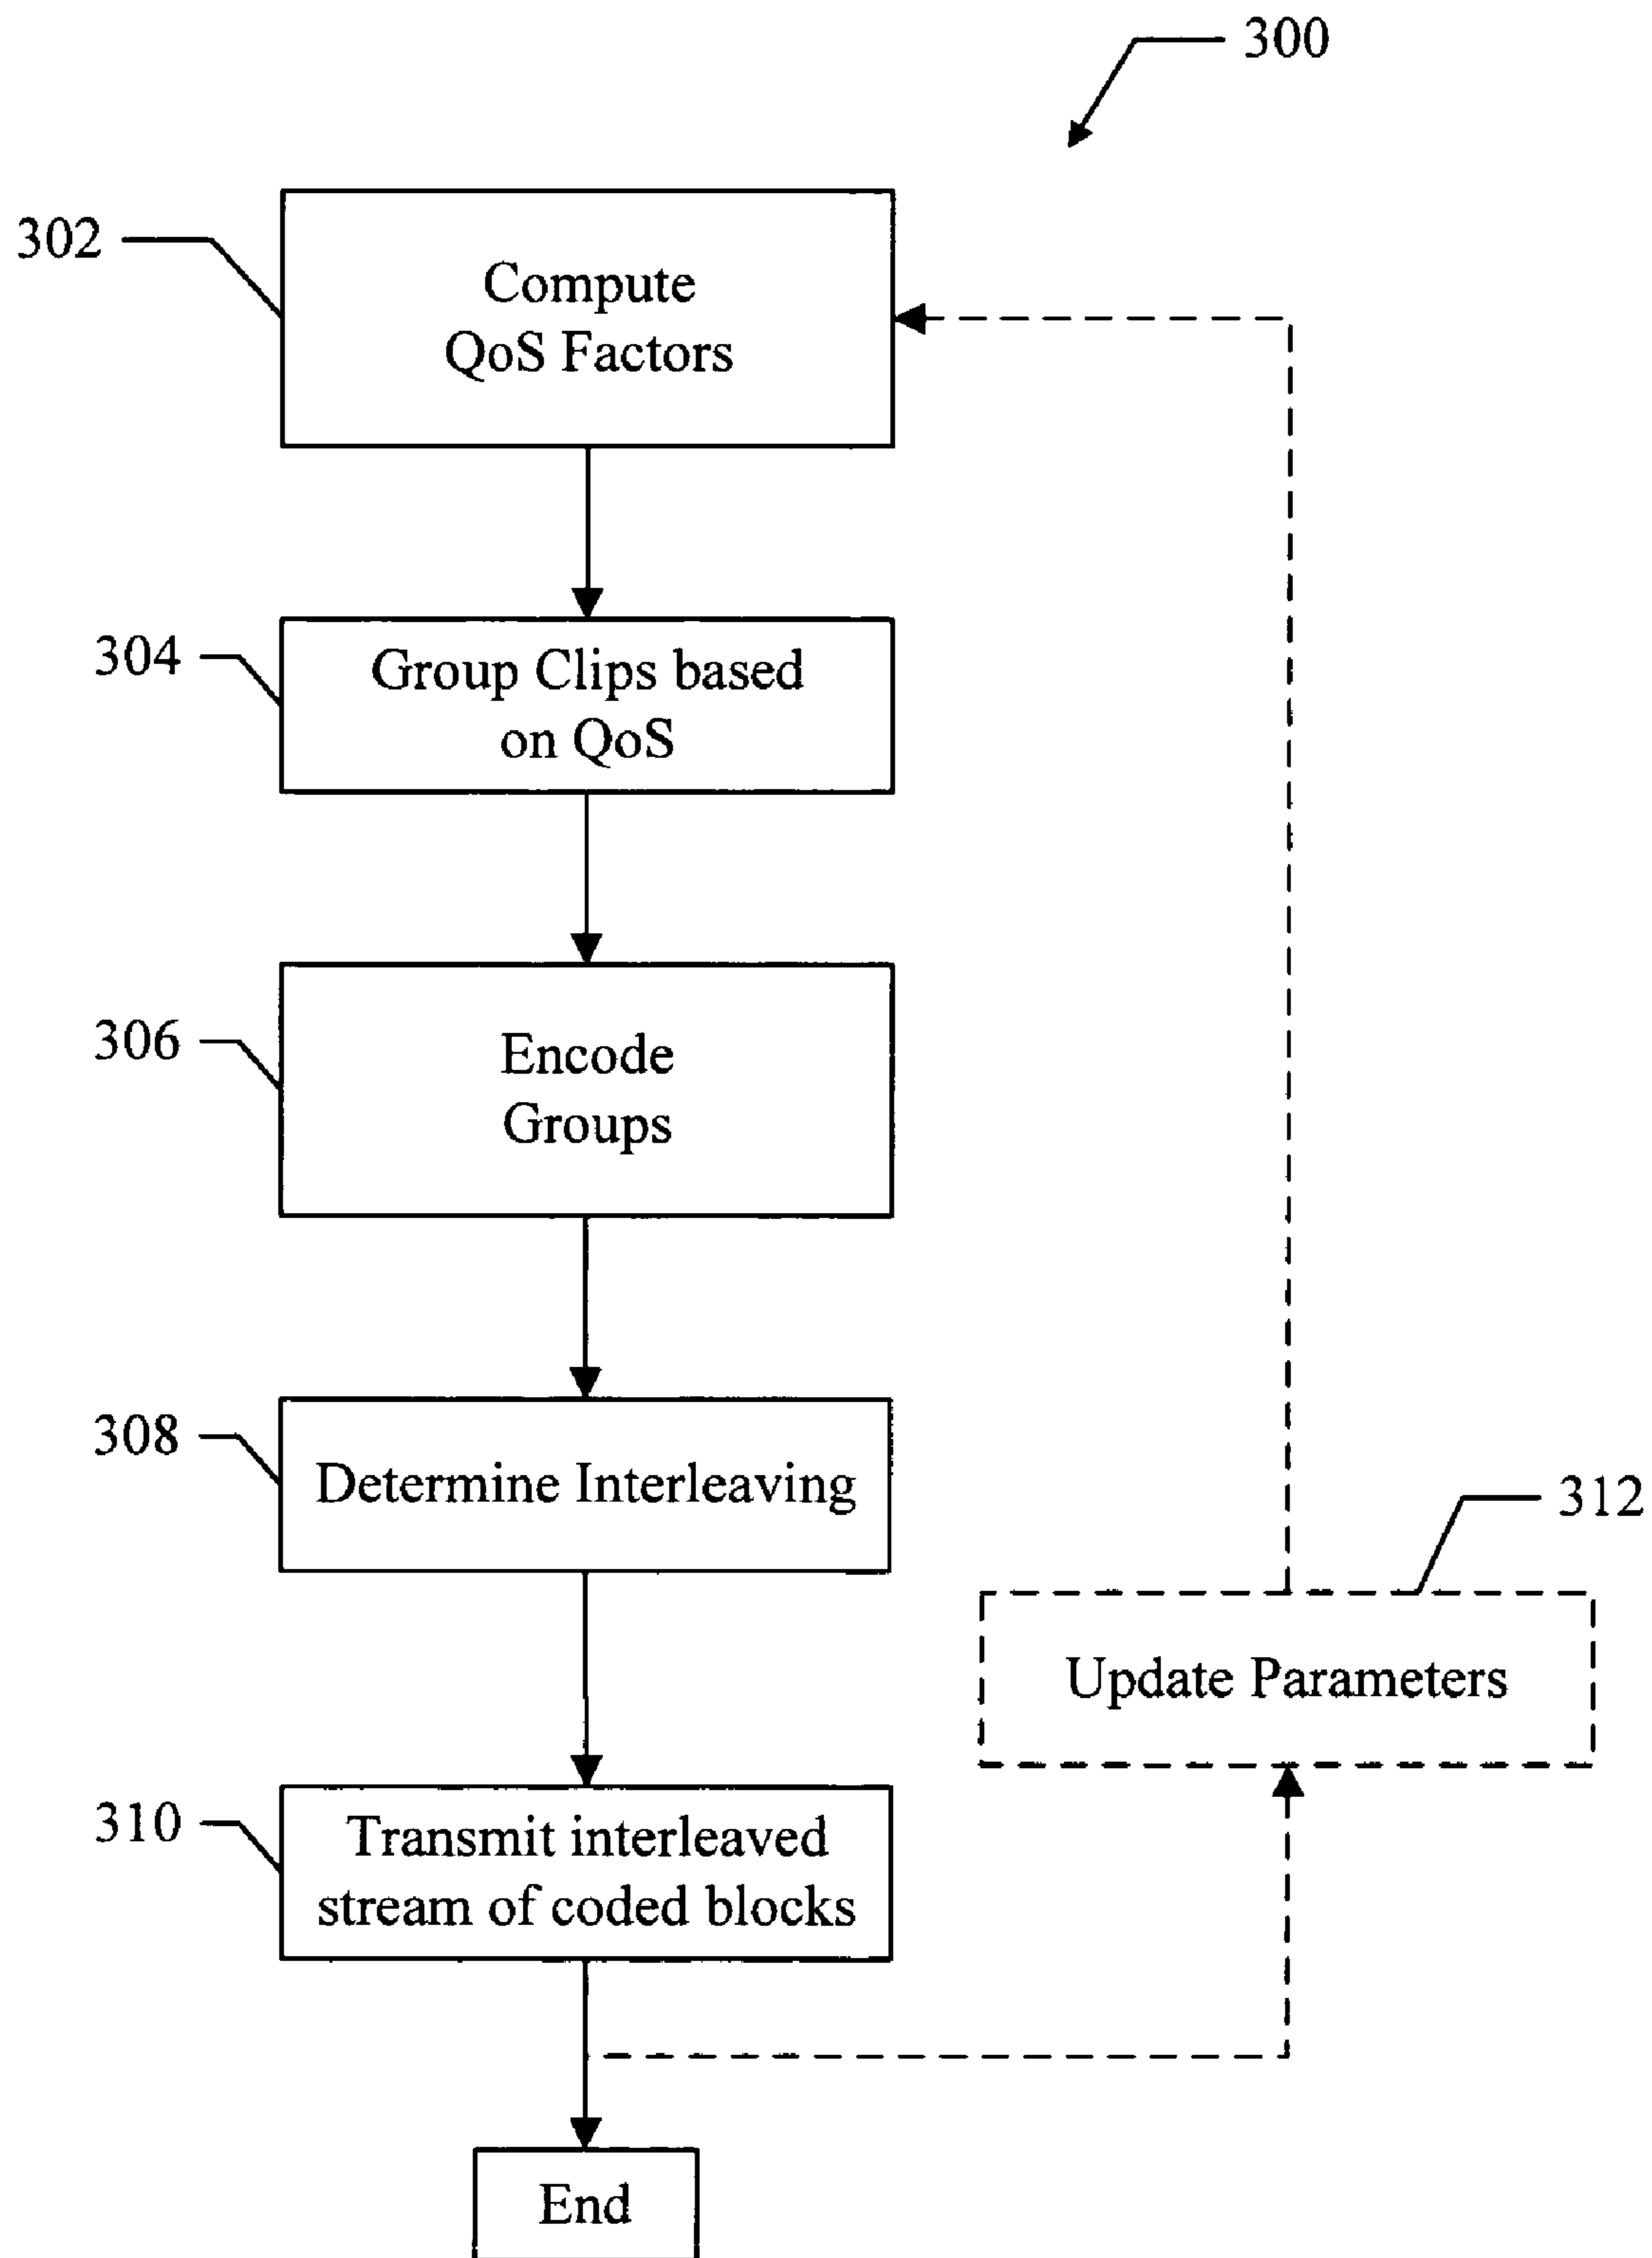 300
302
Compute
QoS Factors
304
Group Clips based
on QoS
306
Encode
Groups
308
Determine Interleaving
312
Update Parameters
310
Transmit interleaved
stream of coded blocks
End